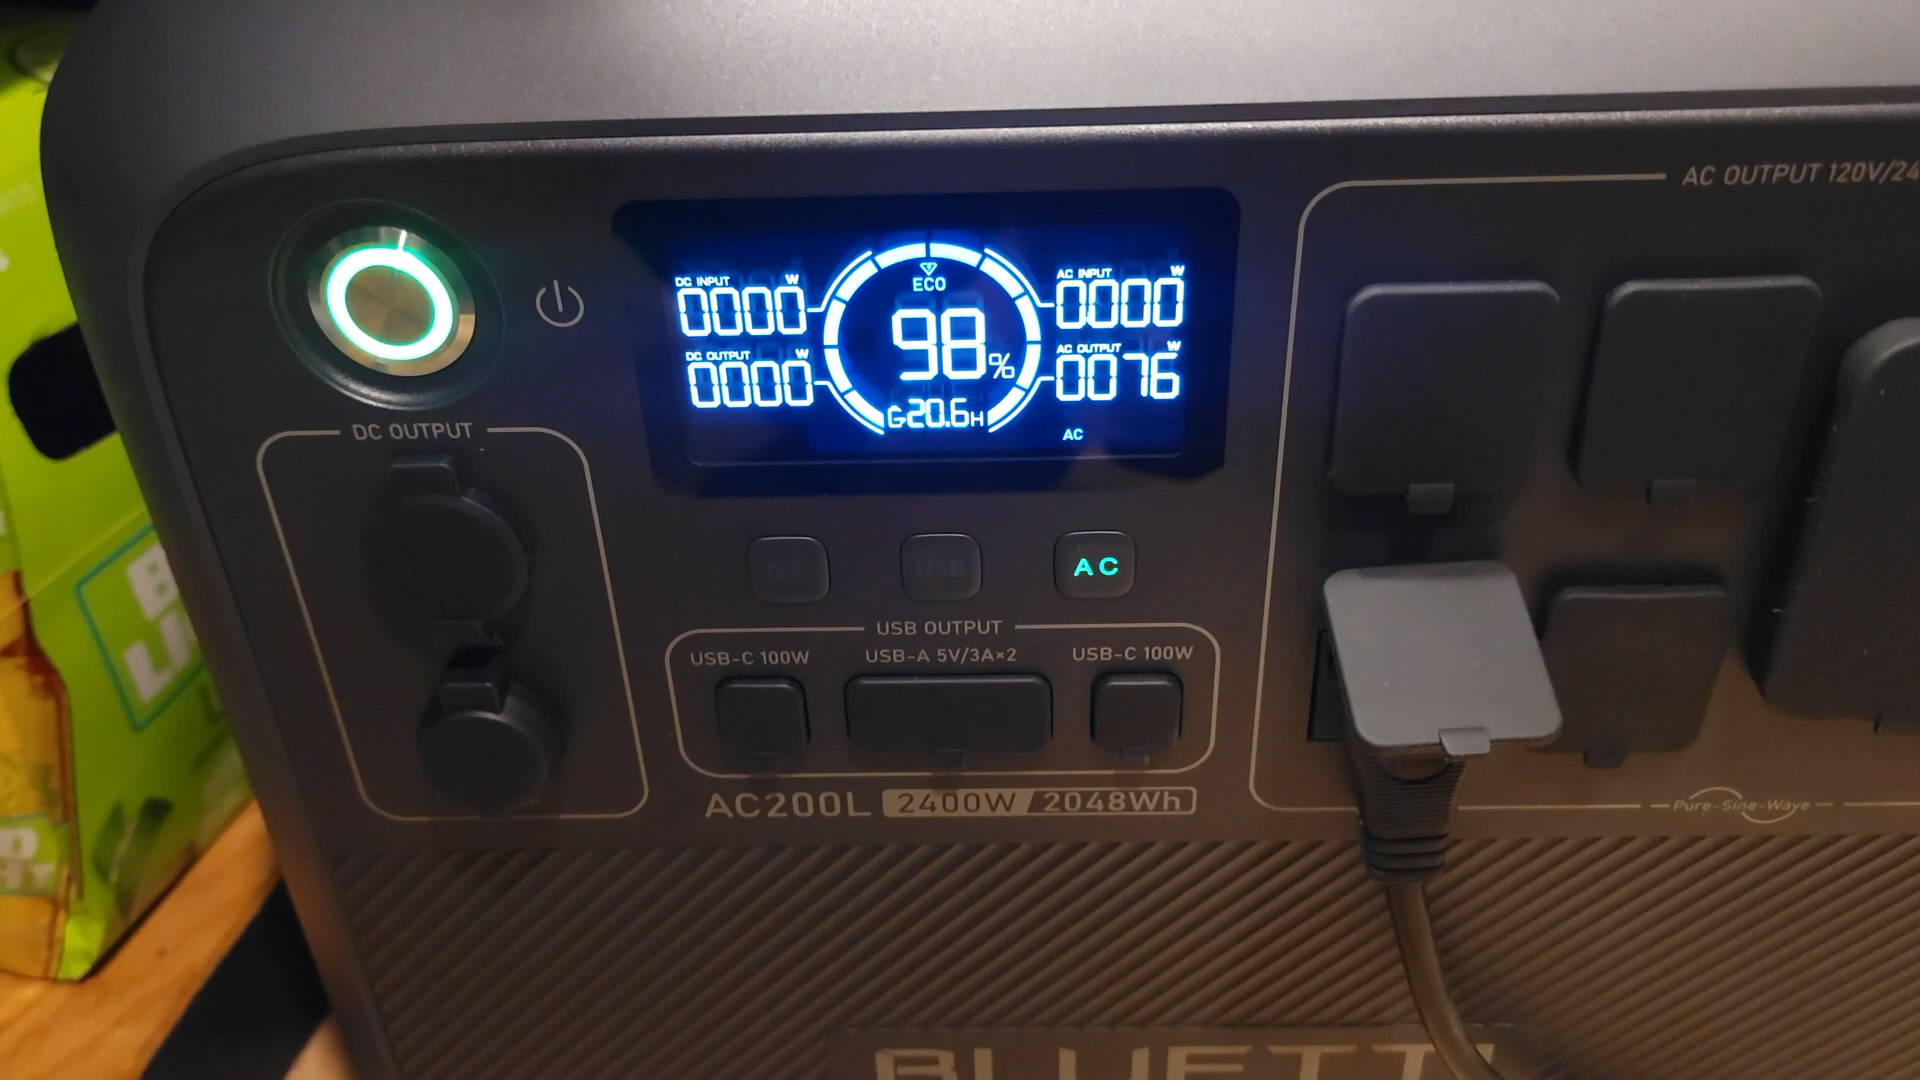 AC OUTPUT 120V/24
DC INPUT W
0000
DC OUTPUT W
0000
ECO
98%
20.6H
AC INPUT W
0000
AC OUTPUT W
0076
AC
DC OUTPUT
USB
AC
USB OUTPUT
USB-C 100W
USB-A 5V/3A×2
USB-C 100W
AC200L 2400W/2048Wh
Pure-Sine-Wave
BLUETTI